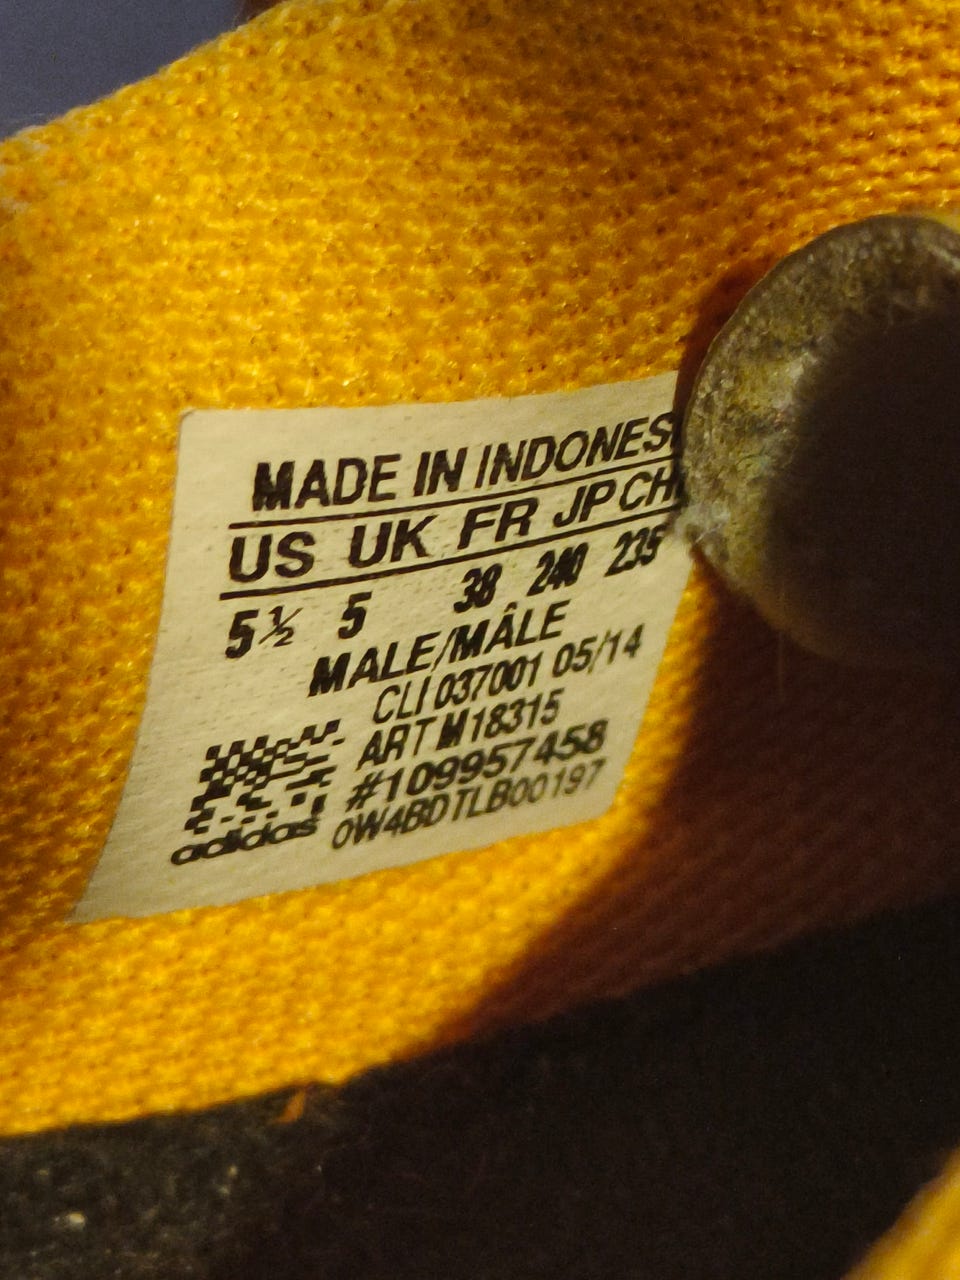 MADE IN INDONES
US UK FR JP CH
5½ 5 38 240 235
MALE/MÂLE
CLI 037001 05/14
ART M18315
#109957458
0W4BDTLB00197
adidas